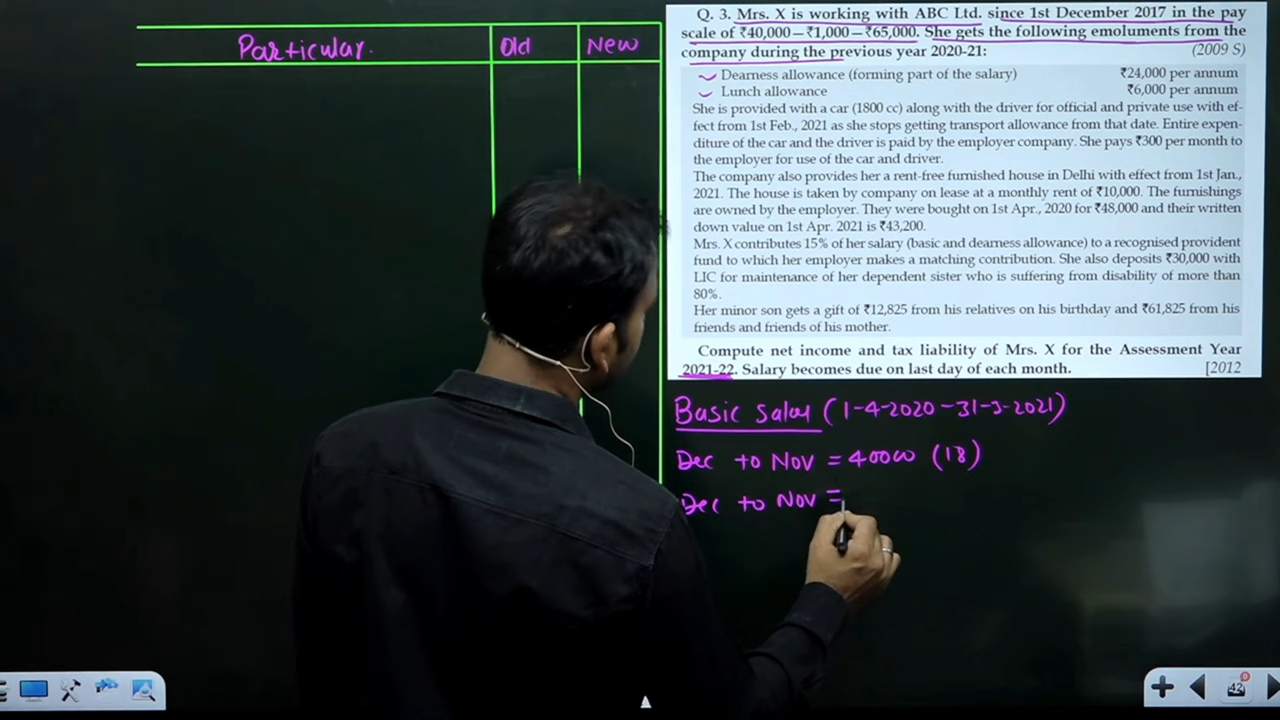 Particular.
Old
New
Q. 3. Mrs. X is working with ABC Ltd. since 1st December 2017 in the pay
scale of ₹40,000–₹1,000–₹65,000. She gets the following emoluments from the
company during the previous year 2020-21:
(2009 S)
Dearness allowance (forming part of the salary) ₹24,000 per annum
Lunch allowance ₹6,000 per annum
She is provided with a car (1800 cc) along with the driver for official and private use with ef-
fect from 1st Feb., 2021 as she stops getting transport allowance from that date. Entire expen-
diture of the car and the driver is paid by the employer company. She pays ₹300 per month to
the employer for use of the car and driver.
The company also provides her a rent-free furnished house in Delhi with effect from 1st Jan.,
2021. The house is taken by company on lease at a monthly rent of ₹10,000. The furnishings
are owned by the employer. They were bought on 1st Apr., 2020 for ₹48,000 and their written
down value on 1st Apr. 2021 is ₹43,200.
Mrs. X contributes 15% of her salary (basic and dearness allowance) to a recognised provident
fund to which her employer makes a matching contribution. She also deposits ₹30,000 with
LIC for maintenance of her dependent sister who is suffering from disability of more than
80%.
Her minor son gets a gift of ₹12,825 from his relatives on his birthday and ₹61,825 from his
friends and friends of his mother.
Compute net income and tax liability of Mrs. X for the Assessment Year
2021-22. Salary becomes due on last day of each month. [2012
Basic Salary (1-4-2020-31-3-2021)
Dec to Nov = 40000 (18)
Dec to Nov =
42